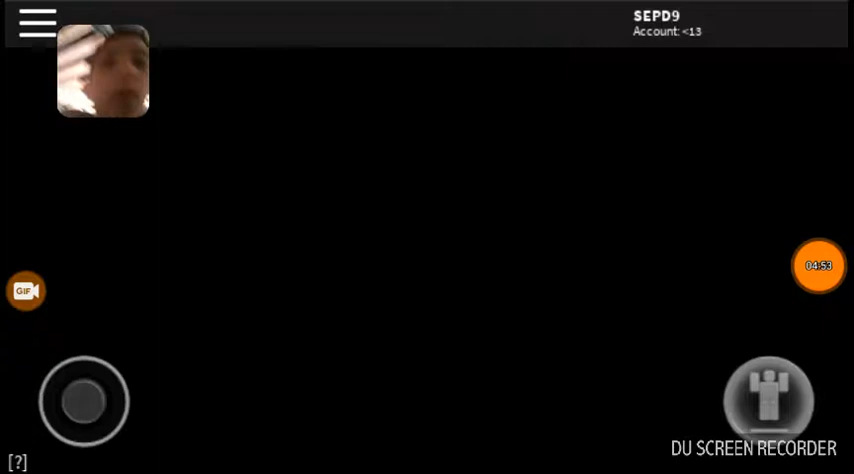 SEPD9
Account: <13
04:53
GIF
[?]
DU SCREEN RECORDER